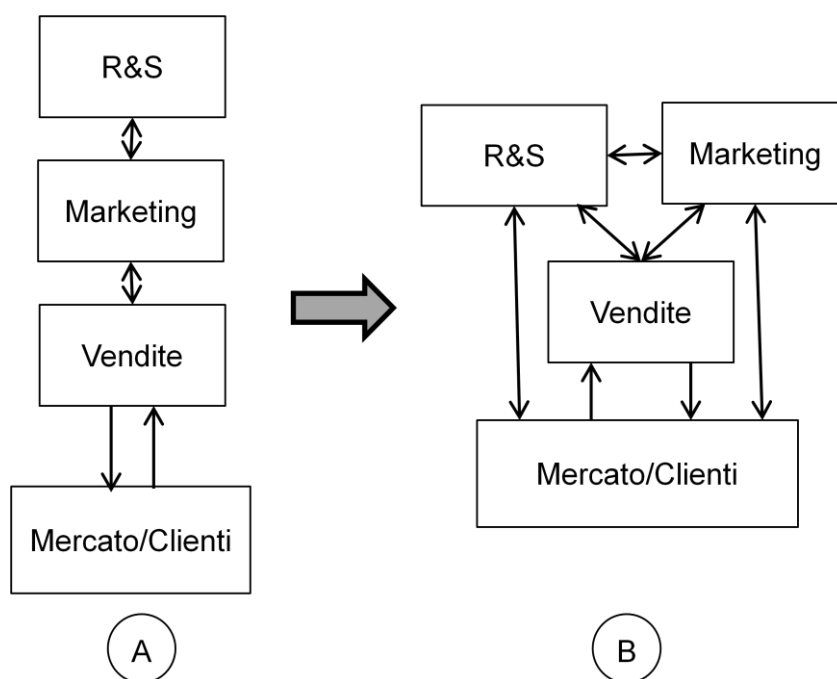 R&S
Marketing
Vendite
Mercato/Clienti
A
R&S
Marketing
Vendite
Mercato/Clienti
B